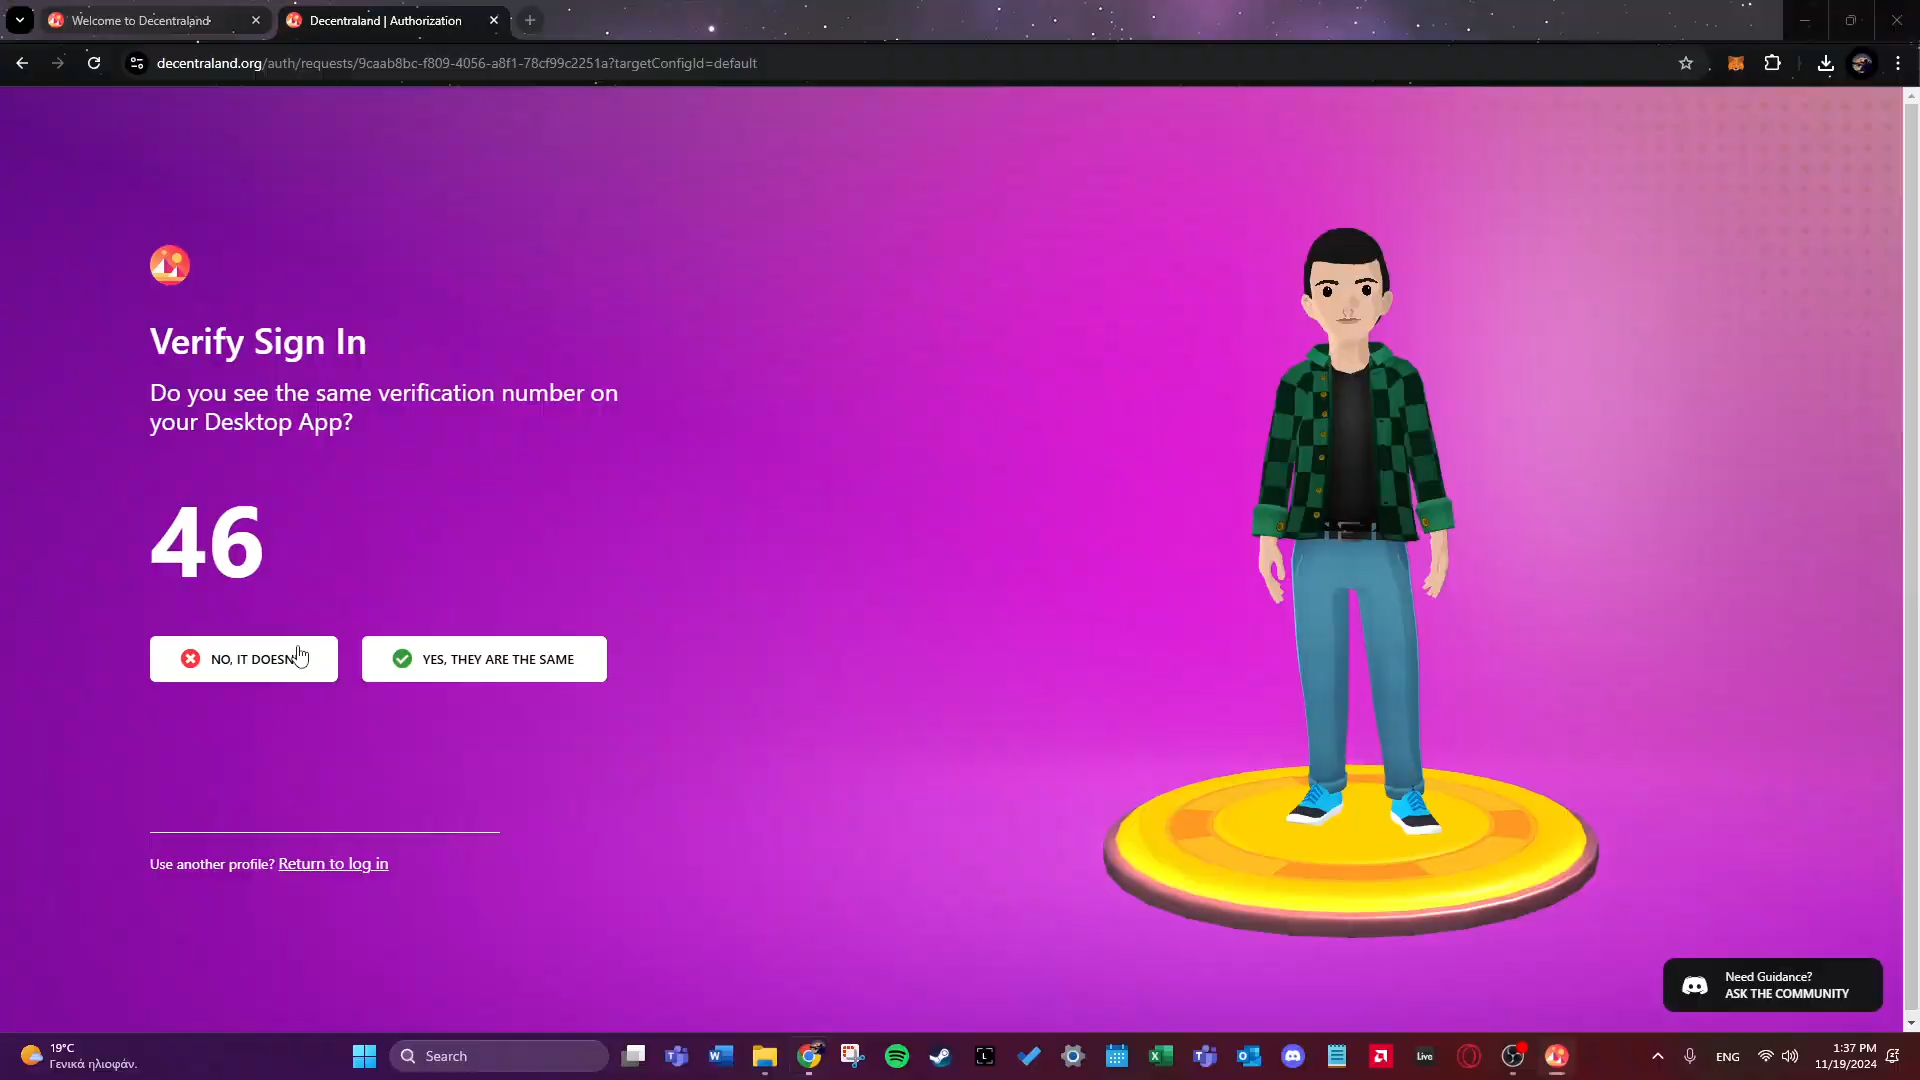 Welcome to Decentraland
Decentraland | Authorization
decentraland.org/auth/requests/9caab8bc-f809-4056-a8f1-78cf99c2251a?targetConfigId=default
Verify Sign In
Do you see the same verification number on
your Desktop App?
46
NO, IT DOESN
YES, THEY ARE THE SAME
Use another profile? Return to log in
Need Guidance?
ASK THE COMMUNITY
19°C
Γενικά ηλιοφάν.
Search
Live
ENG
1:37 PM
11/19/2024